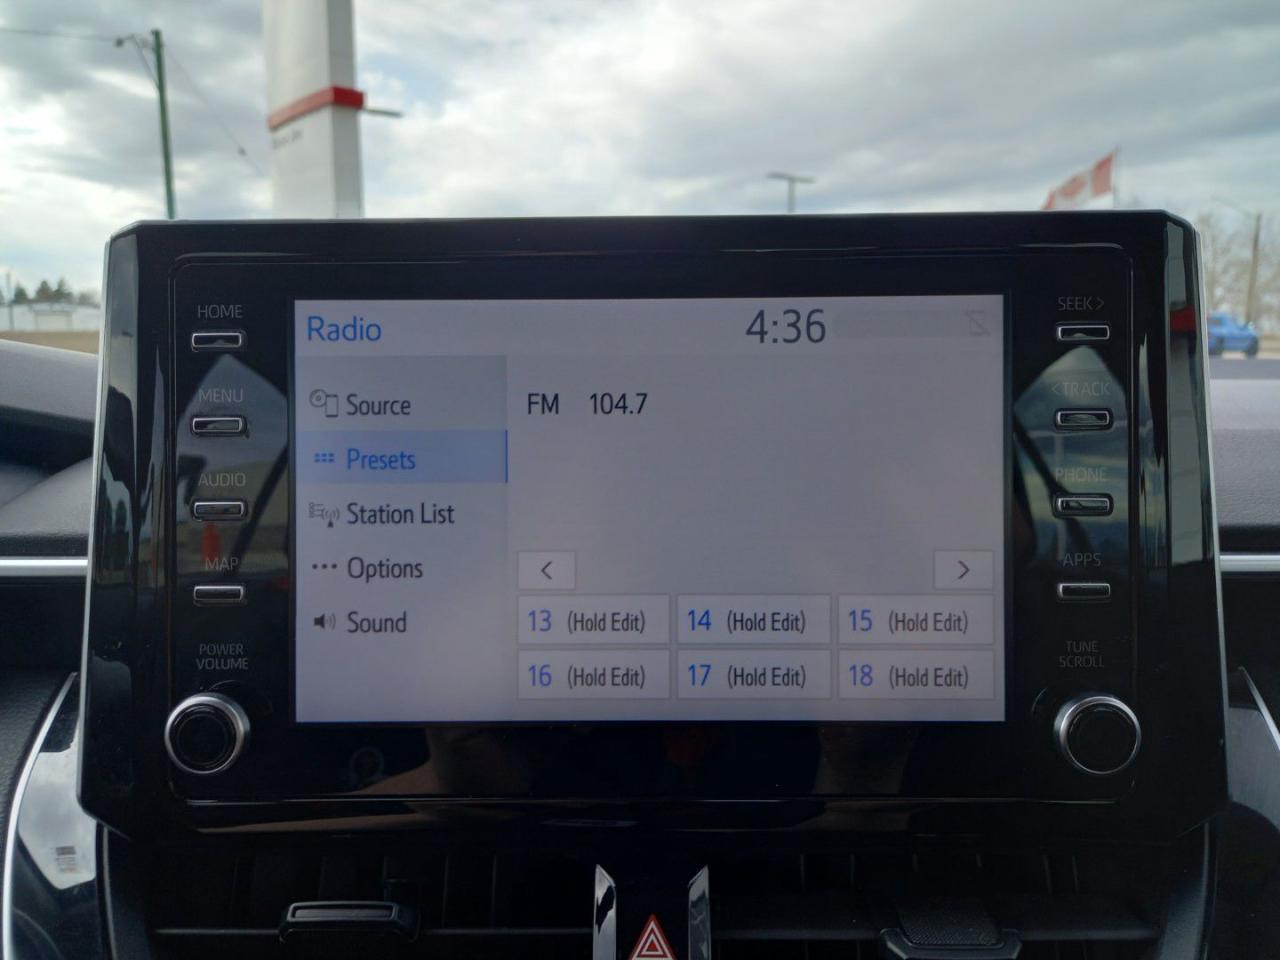 HOME
MENU
AUDIO
MAP
POWER
VOLUME
Radio
4:36
Source
Presets
Station List
Options
Sound
FM 104.7
<
>
13 (Hold Edit)
14 (Hold Edit)
15 (Hold Edit)
16 (Hold Edit)
17 (Hold Edit)
18 (Hold Edit)
SEEK >
< TRACK
PHONE
APPS
TUNE
SCROLL